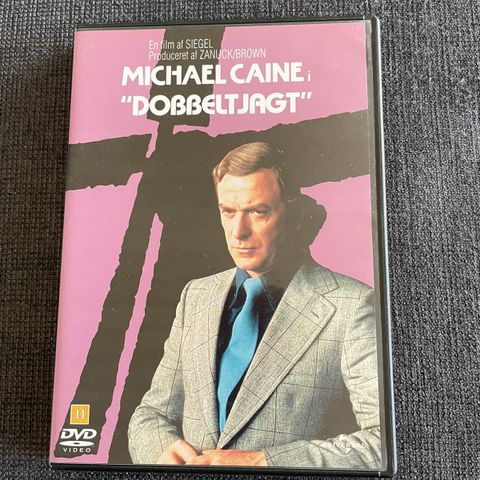 En film af SIEGEL
Produceret af ZANUCK/BROWN
MICHAEL CAINE i
"DOBBELTJAGT"
11
DVD
VIDEO